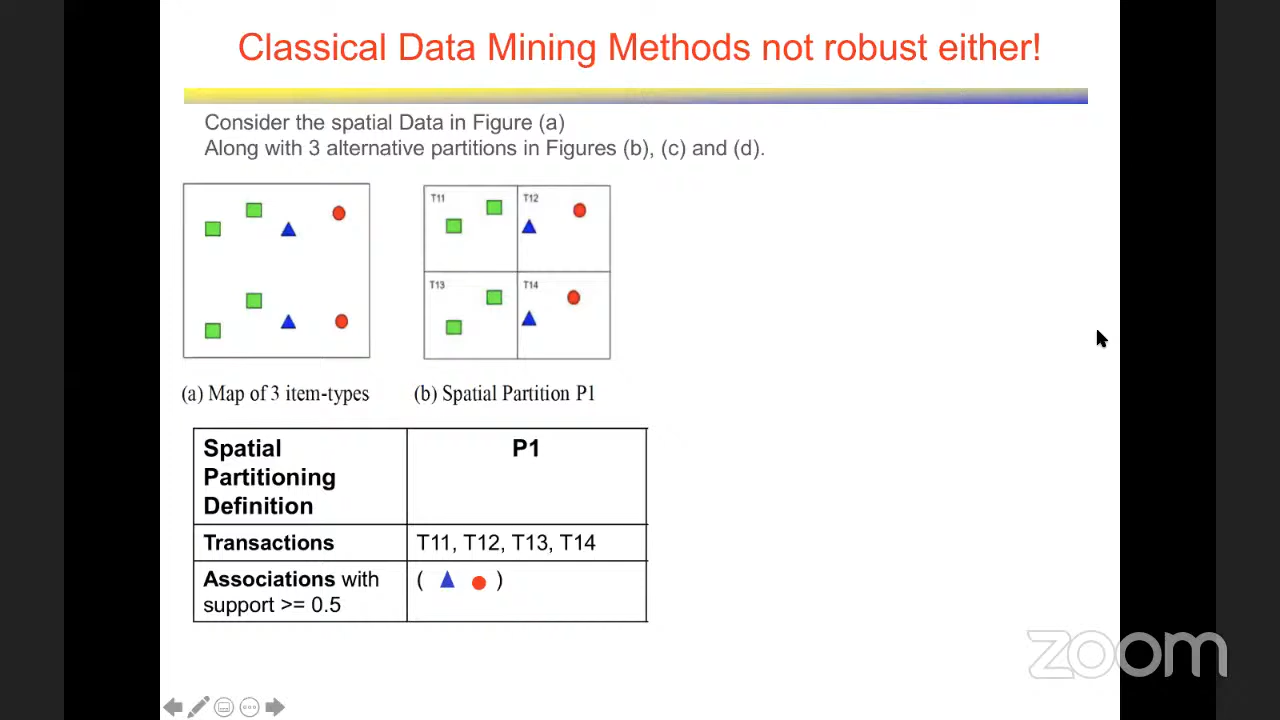 Classical Data Mining Methods not robust either!
Consider the spatial Data in Figure (a)
Along with 3 alternative partitions in Figures (b), (c) and (d).
T11
T12
T13
T14
(a) Map of 3 item-types
(b) Spatial Partition P1
Spatial
Partitioning
Definition
P1
Transactions
T11, T12, T13, T14
Associations with
support >= 0.5
( )
zoom